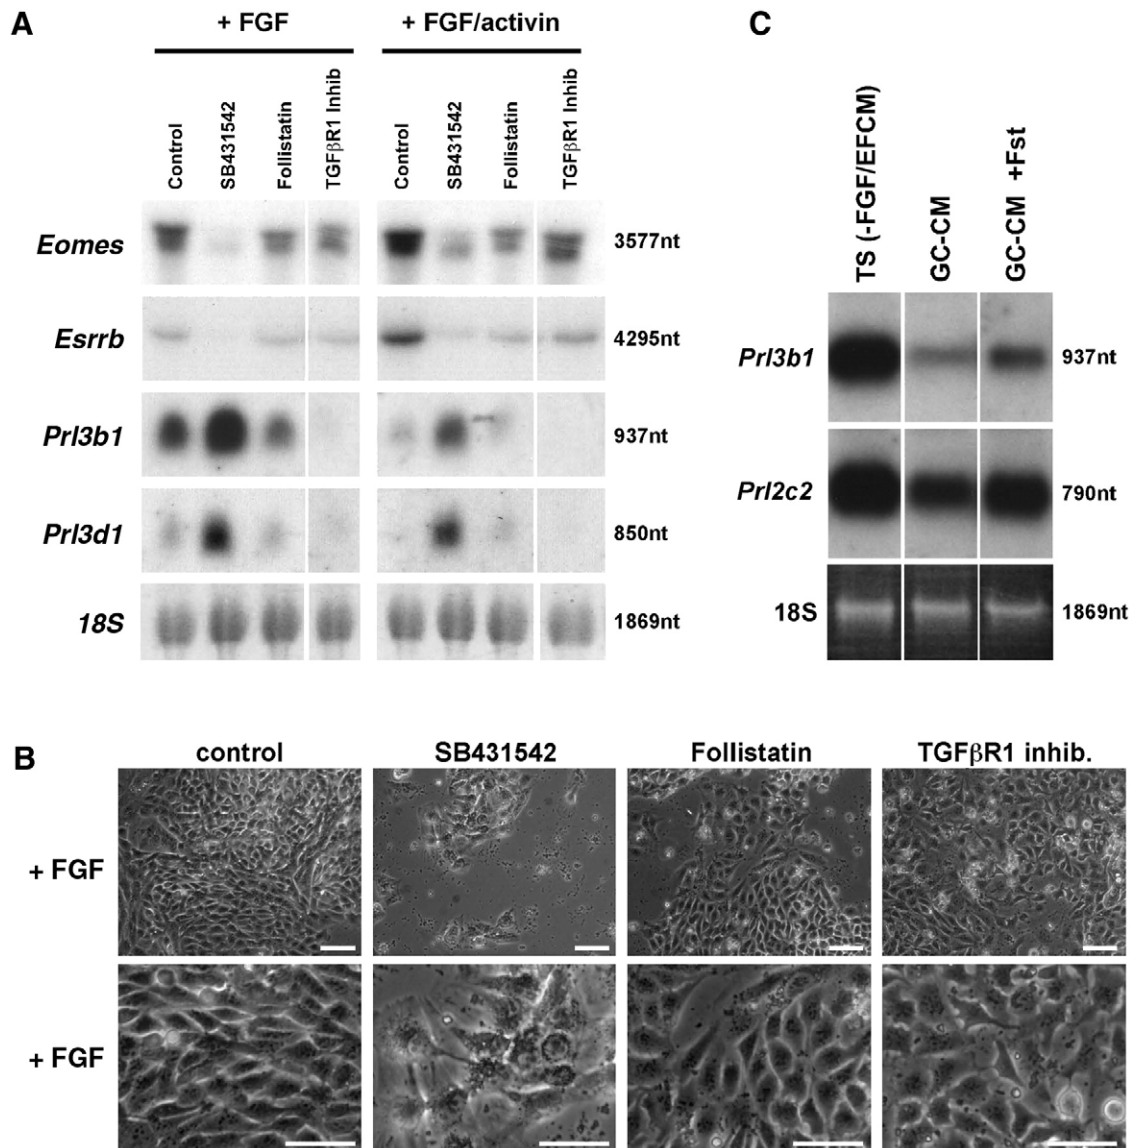 A
+ FGF
+ FGF/activin
Control
SB431542
Follistatin
TGFβR1 Inhib
Control
SB431542
Follistatin
TGFβR1 Inhib
Eomes
3577nt
Esrrb
4295nt
Prl3b1
937nt
Prl3d1
850nt
18S
1869nt
C
TS (-FGF/EFCM)
GC-CM
GC-CM +Fst
Prl3b1
937nt
Prl2c2
790nt
18S
1869nt
B
control
SB431542
Follistatin
TGFβR1 inhib.
+ FGF
+ FGF